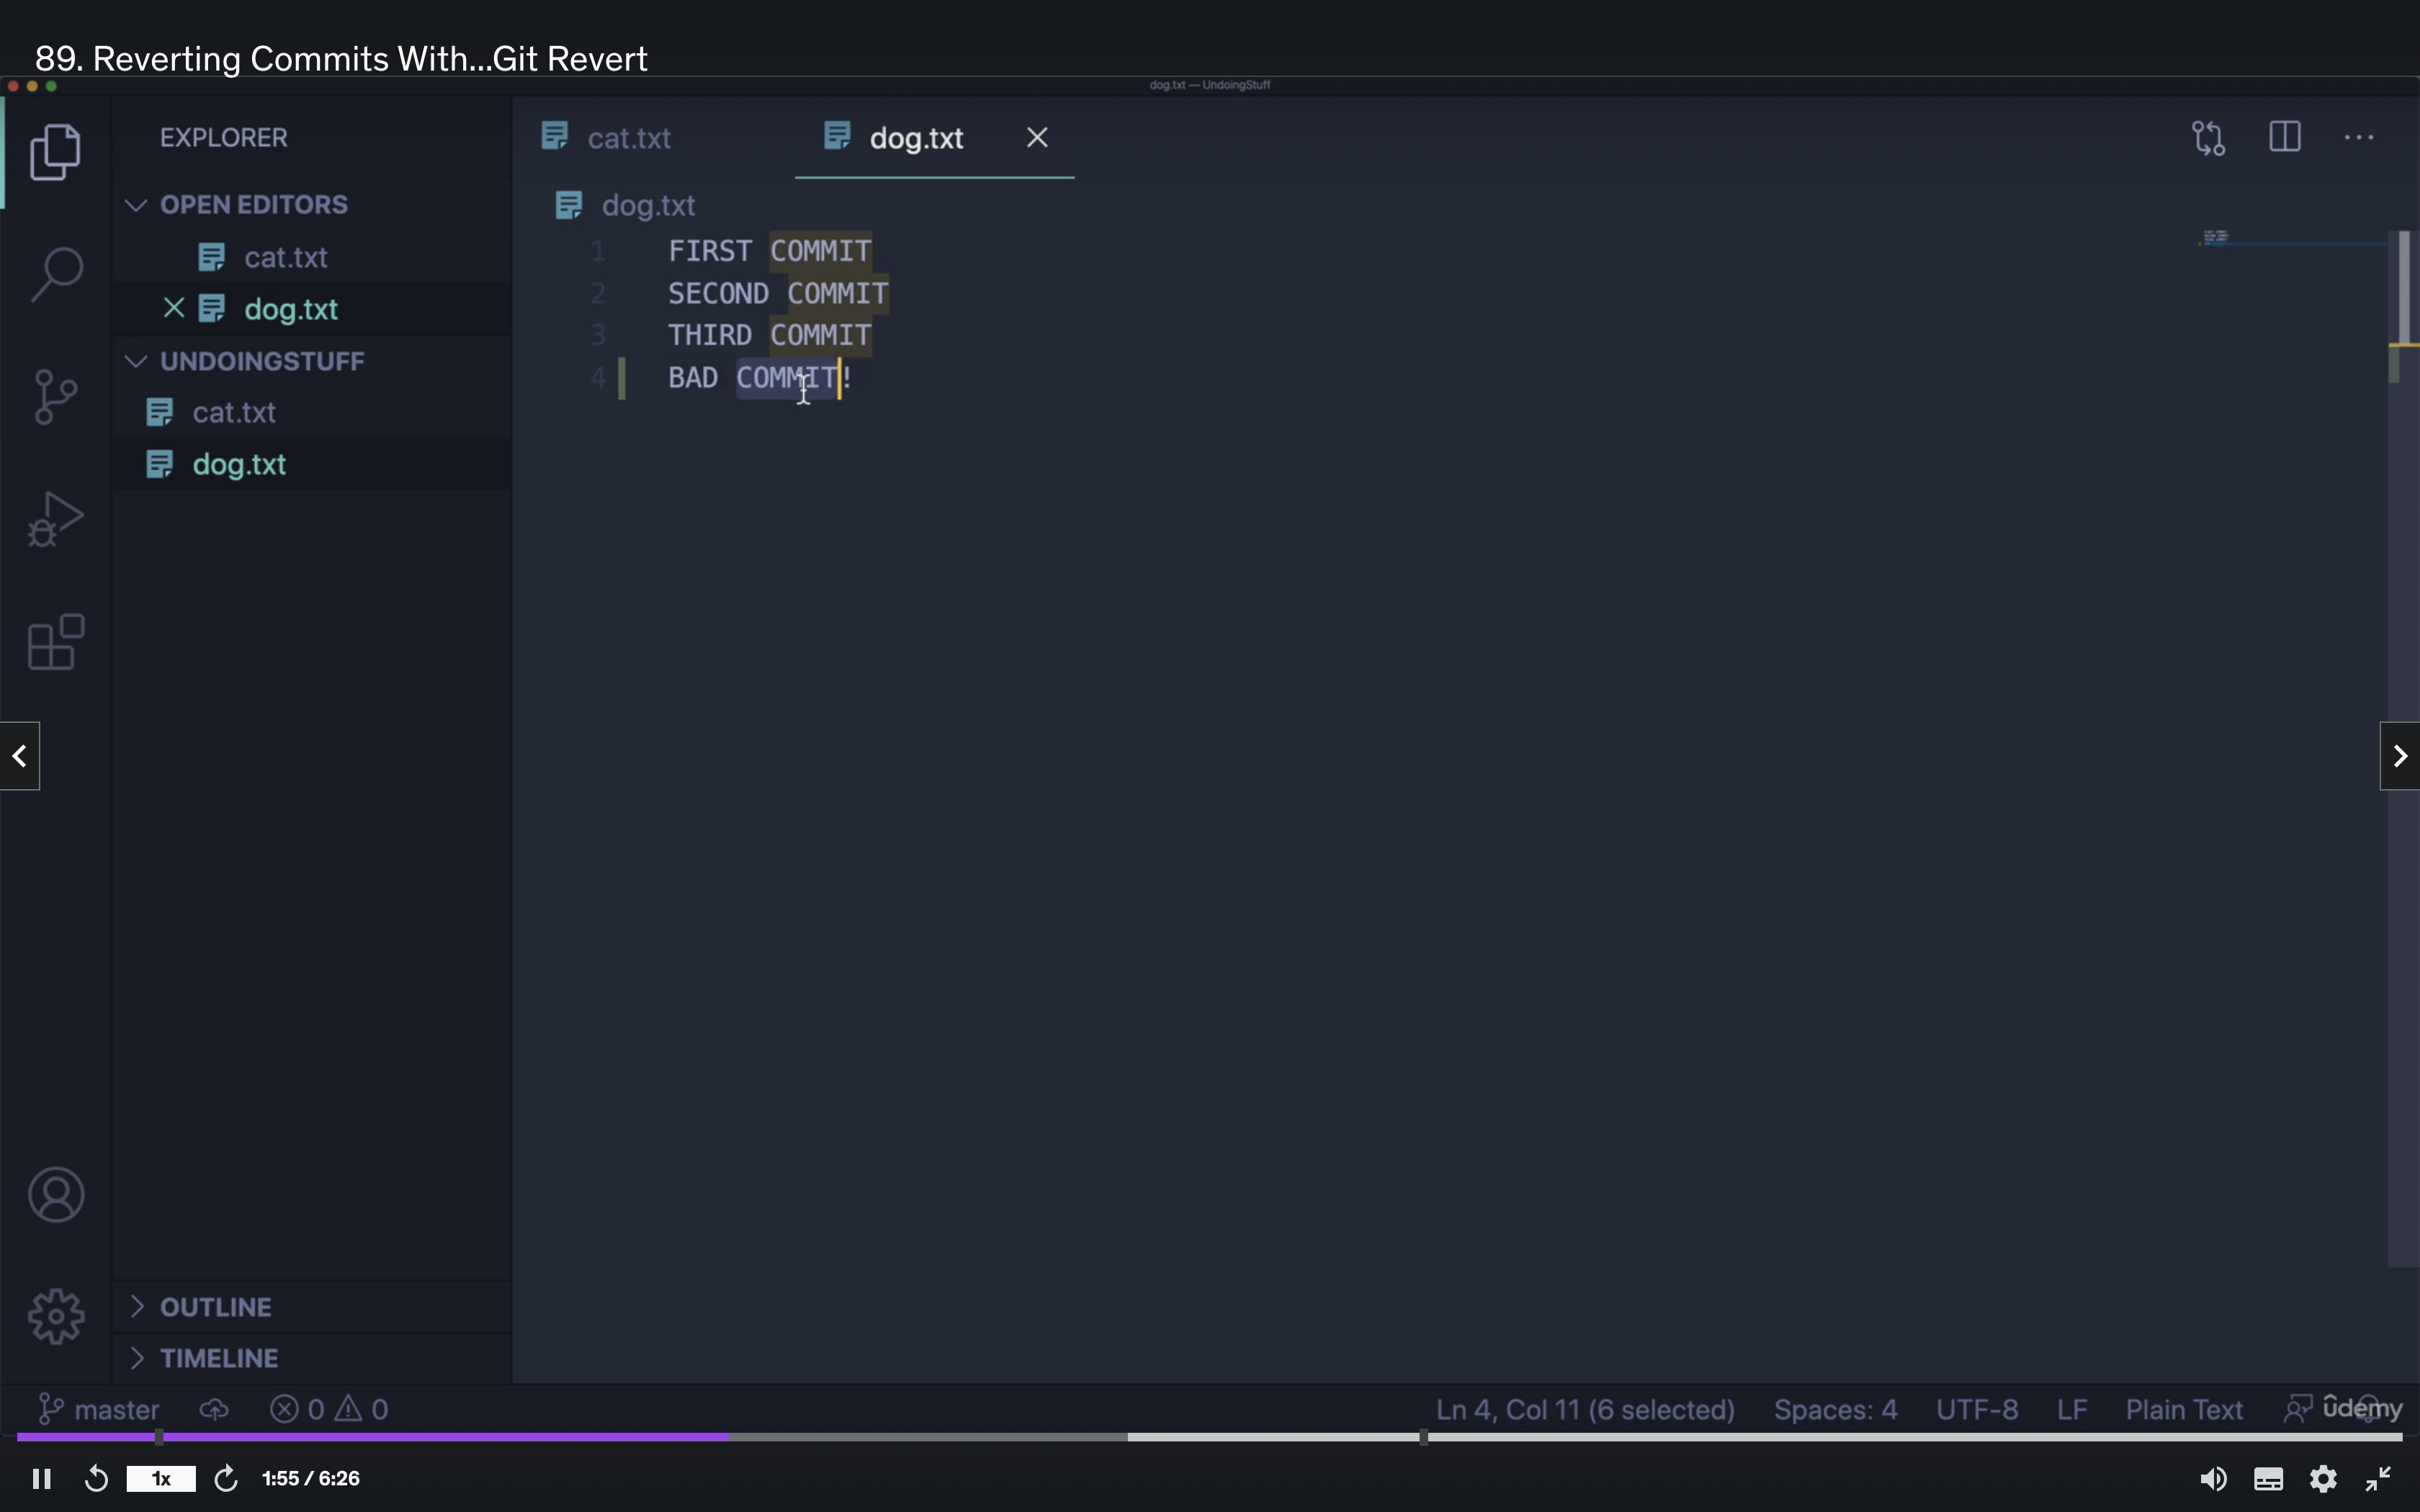 89. Reverting Commits With...Git Revert
dog.txt — UndoingStuff
EXPLORER
OPEN EDITORS
cat.txt
dog.txt
UNDOINGSTUFF
cat.txt
dog.txt
OUTLINE
TIMELINE
cat.txt
dog.txt
dog.txt
1 FIRST COMMIT
2 SECOND COMMIT
3 THIRD COMMIT
4 BAD COMMIT!
master 0 0 Ln 4, Col 11 (6 selected) Spaces: 4 UTF-8 LF Plain Text
ûdemy
1x 1:55 / 6:26